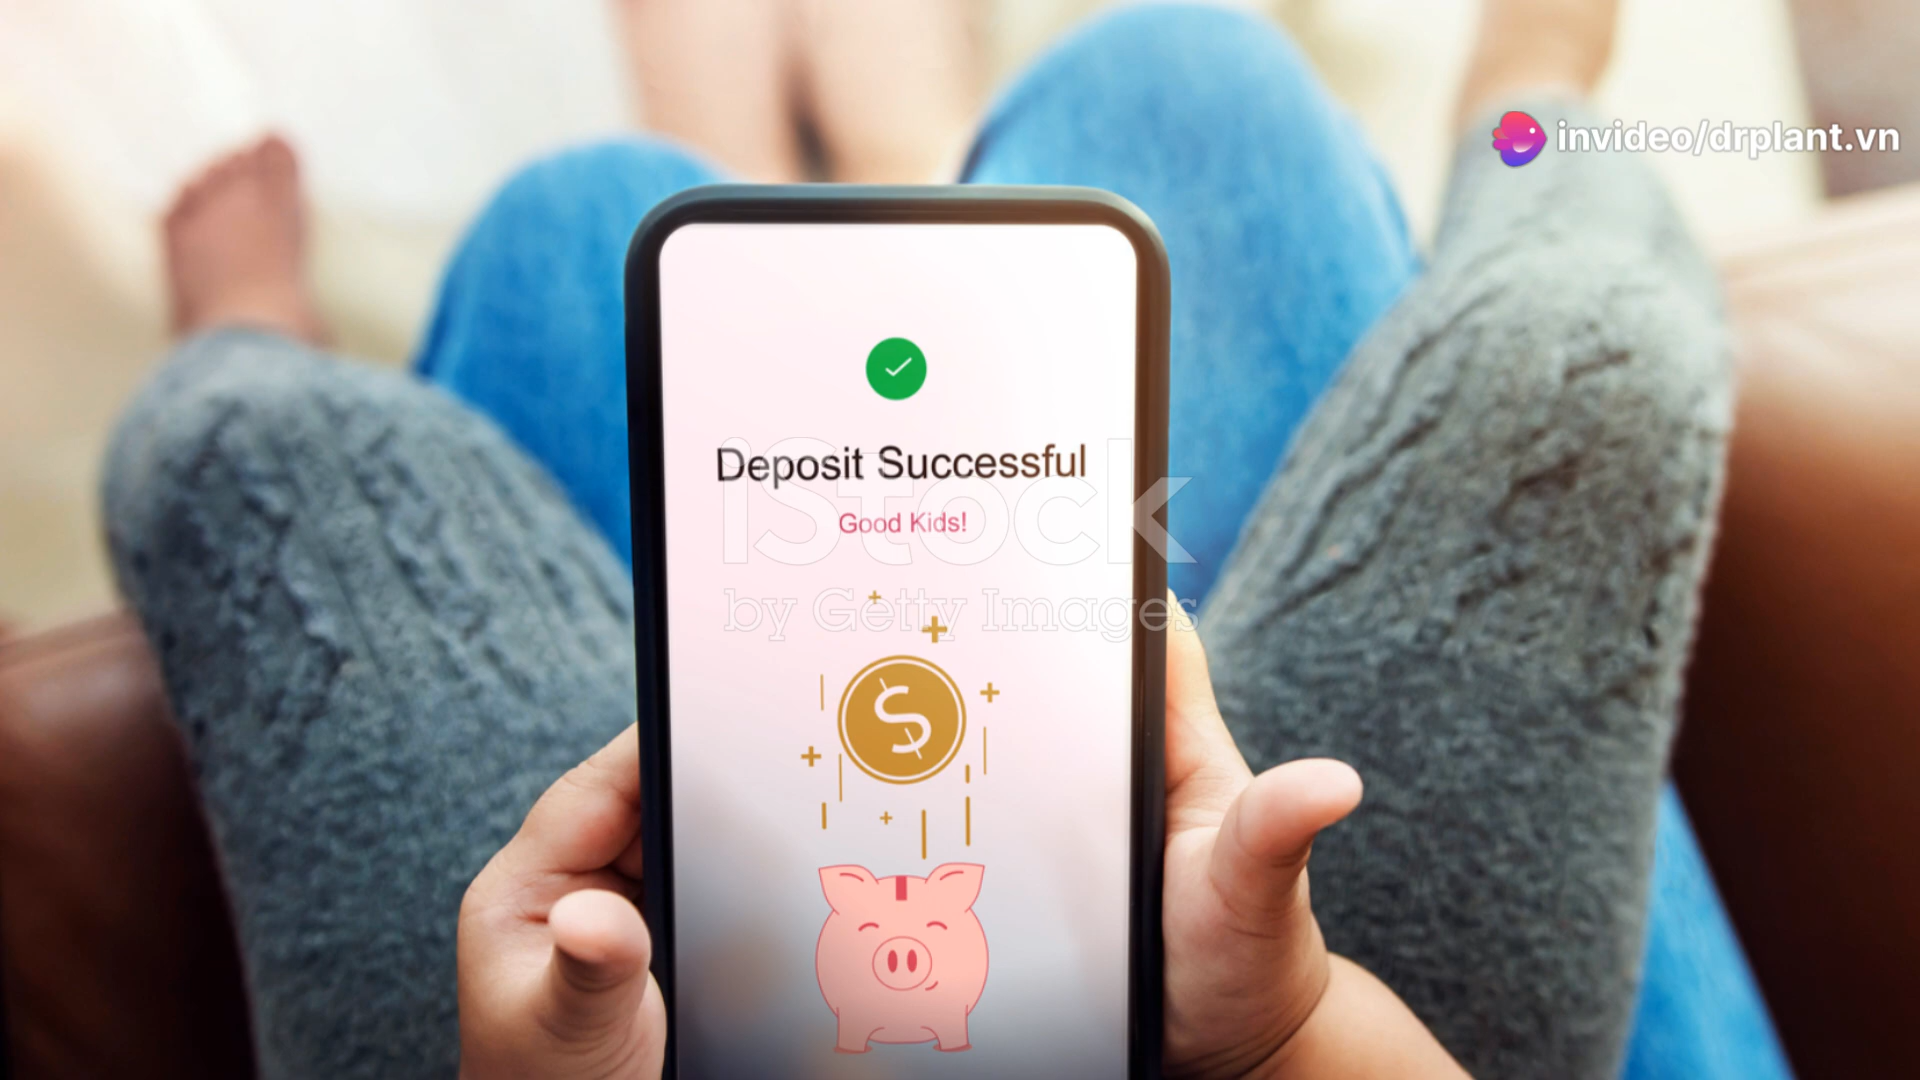 invideo/drplant.vn
Deposit Successful
Good Kids!
iStock
by Getty Images
$